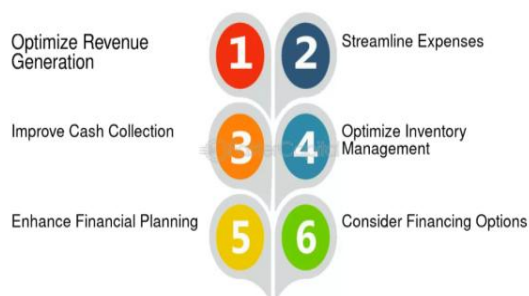 Optimize Revenue
Generation
1
2
Streamline Expenses
Improve Cash Collection
3
4
Optimize Inventory
Management
Enhance Financial Planning
5
6
Consider Financing Options